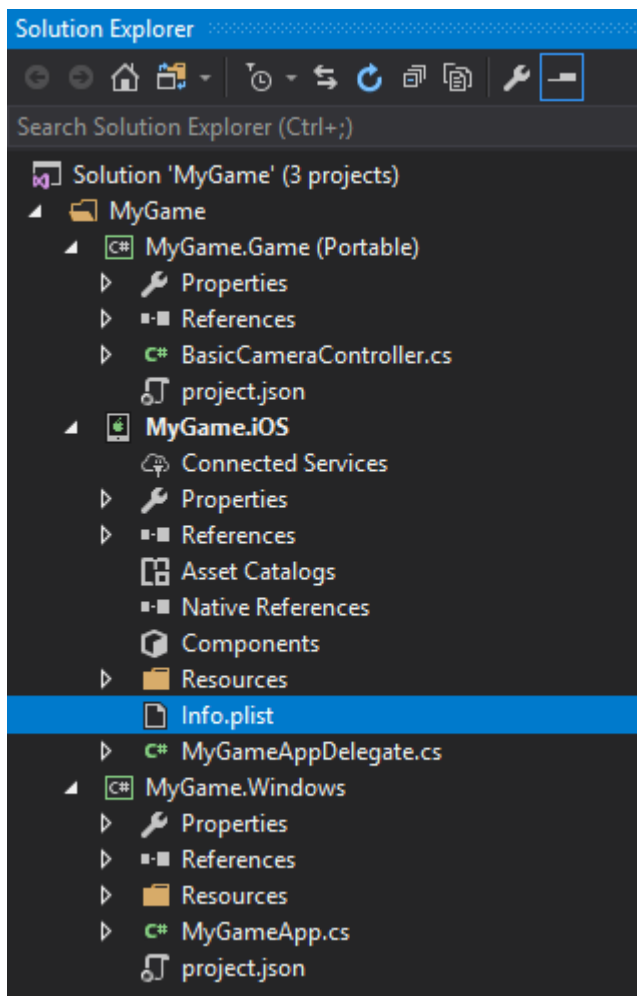 Solution Explorer
Search Solution Explorer (Ctrl+;)
Solution 'MyGame' (3 projects)
MyGame
C# MyGame.Game (Portable)
Properties
References
C# BasicCameraController.cs
project.json
MyGame.iOS
Connected Services
Properties
References
Asset Catalogs
Native References
Components
Resources
Info.plist
C# MyGameAppDelegate.cs
C# MyGame.Windows
Properties
References
Resources
C# MyGameApp.cs
project.json